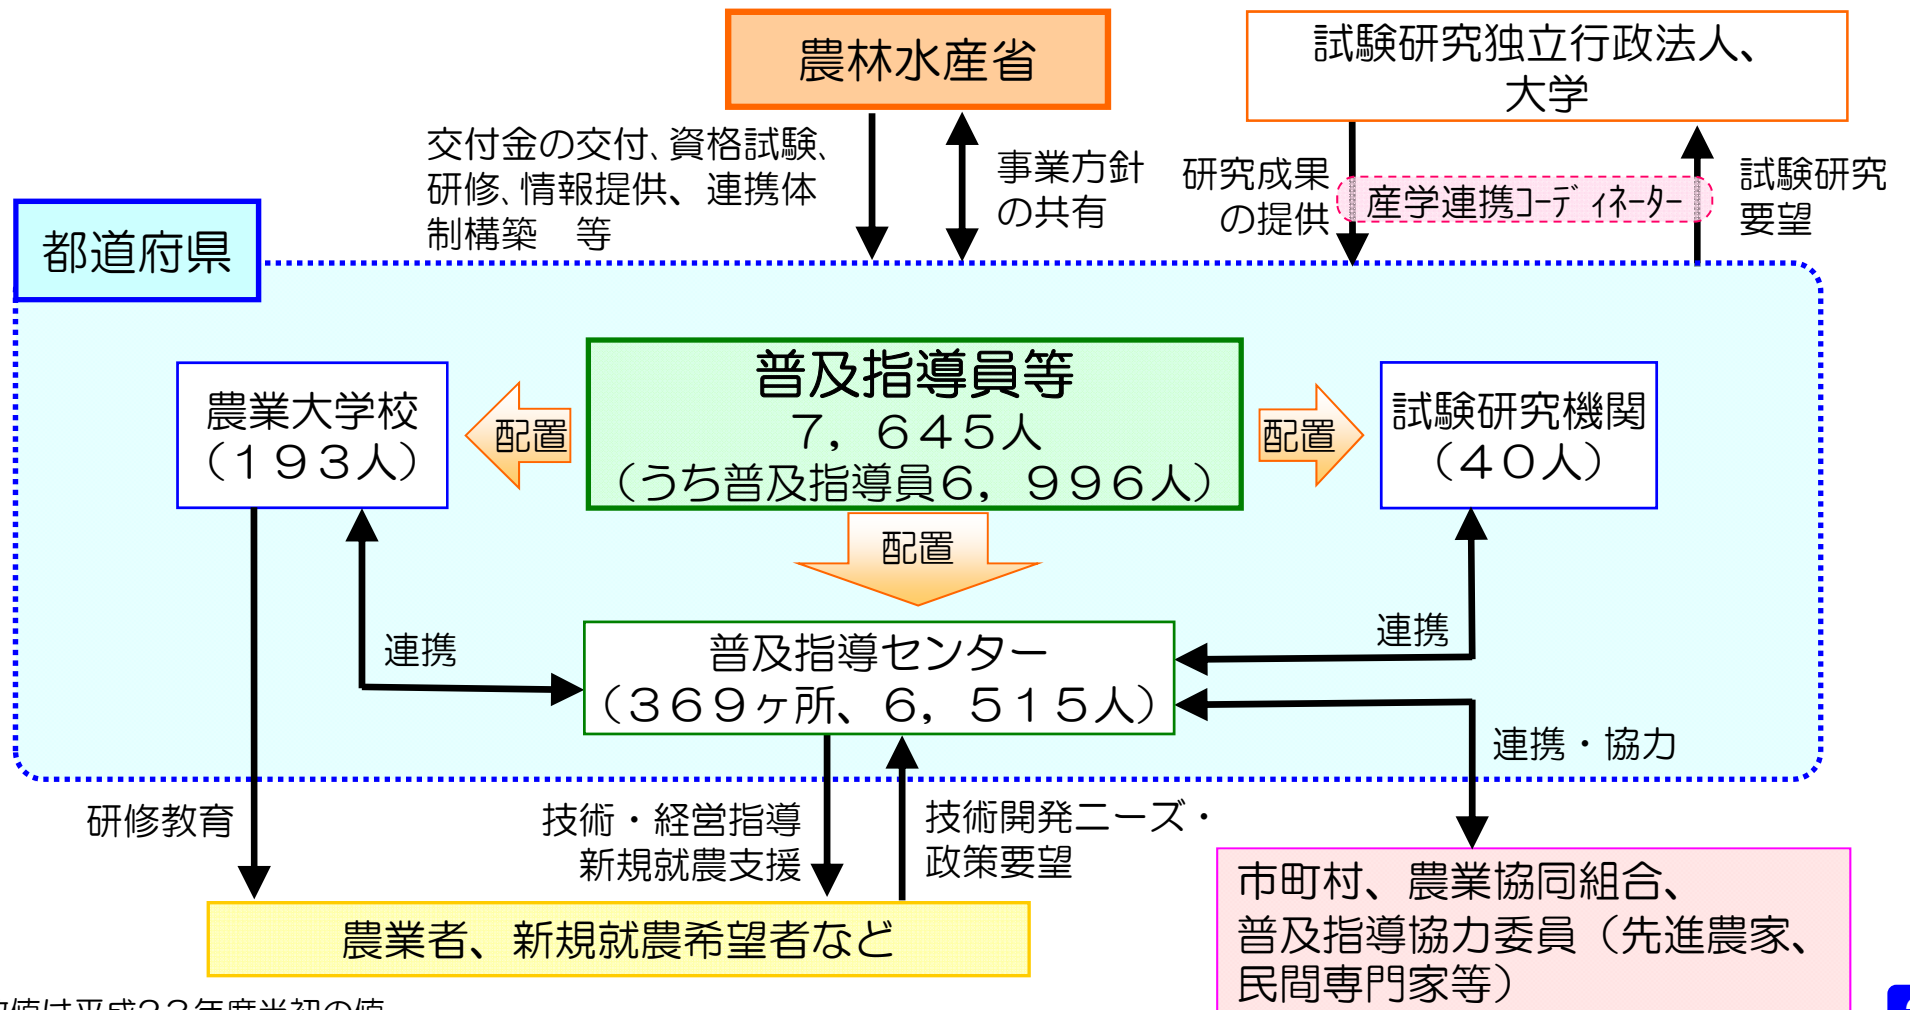 農林水産省
試験研究独立行政法人、
大学
交付金の交付、資格試験、
研修、情報提供、連携体
制構築　等
事業方針
の共有
研究成果
の提供
産学連携ｺｰﾃﾞｨﾈｰﾀｰ
試験研究
要望
都道府県
普及指導員等
７，６４５人
（うち普及指導員６，９９６人）
農業大学校
（１９３人）
配置
配置
試験研究機関
（４０人）
配置
連携
普及指導センター
（３６９ヶ所、６，５１５人）
連携
連携・協力
研修教育
技術・経営指導
新規就農支援
技術開発ニーズ・
政策要望
農業者、新規就農希望者など
市町村、農業協同組合、
普及指導協力委員（先進農家、
民間専門家等）